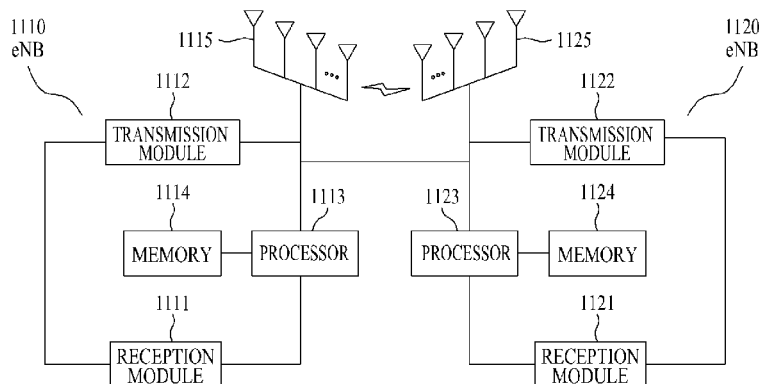 1110
eNB
1115
1125
1120
eNB
1112
1122
TRANSMISSION
MODULE
TRANSMISSION
MODULE
1114
1113
1123
1124
MEMORY
PROCESSOR
PROCESSOR
MEMORY
1111
1121
RECEPTION
MODULE
RECEPTION
MODULE